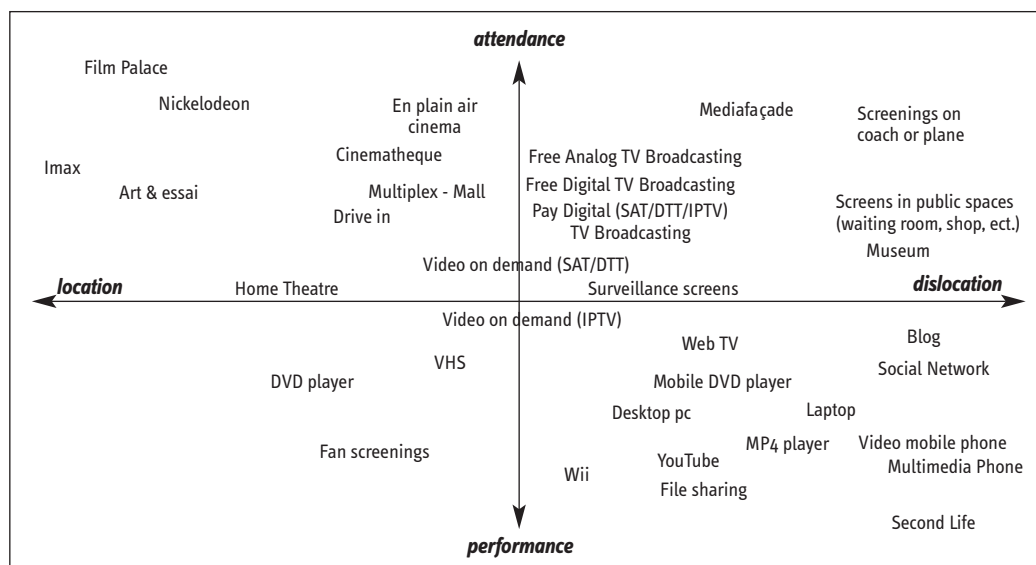 attendance
Film Palace
Nickelodeon
En plain air
cinema
Mediafaçade
Screenings on
coach or plane
Cinematheque
Free Analog TV Broadcasting
Imax
Art & essai
Multiplex - Mall
Free Digital TV Broadcasting
Drive in
Pay Digital (SAT/DTT/IPTV)
TV Broadcasting
Screens in public spaces
(waiting room, shop, ect.)
Museum
Video on demand (SAT/DTT)
location
Home Theatre
Surveillance screens
dislocation
Video on demand (IPTV)
Web TV
Blog
VHS
Social Network
DVD player
Mobile DVD player
Desktop pc
Laptop
Fan screenings
MP4 player
Video mobile phone
Wii
YouTube
Multimedia Phone
File sharing
Second Life
performance